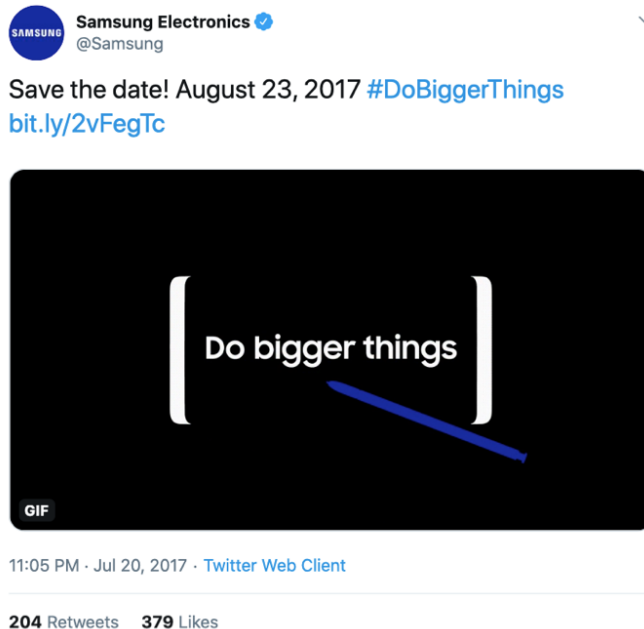 SAMSUNG
Samsung Electronics
@Samsung
Save the date! August 23, 2017 #DoBiggerThings
bit.ly/2vFegTc
Do bigger things
GIF
11:05 PM · Jul 20, 2017 · Twitter Web Client
204 Retweets 379 Likes